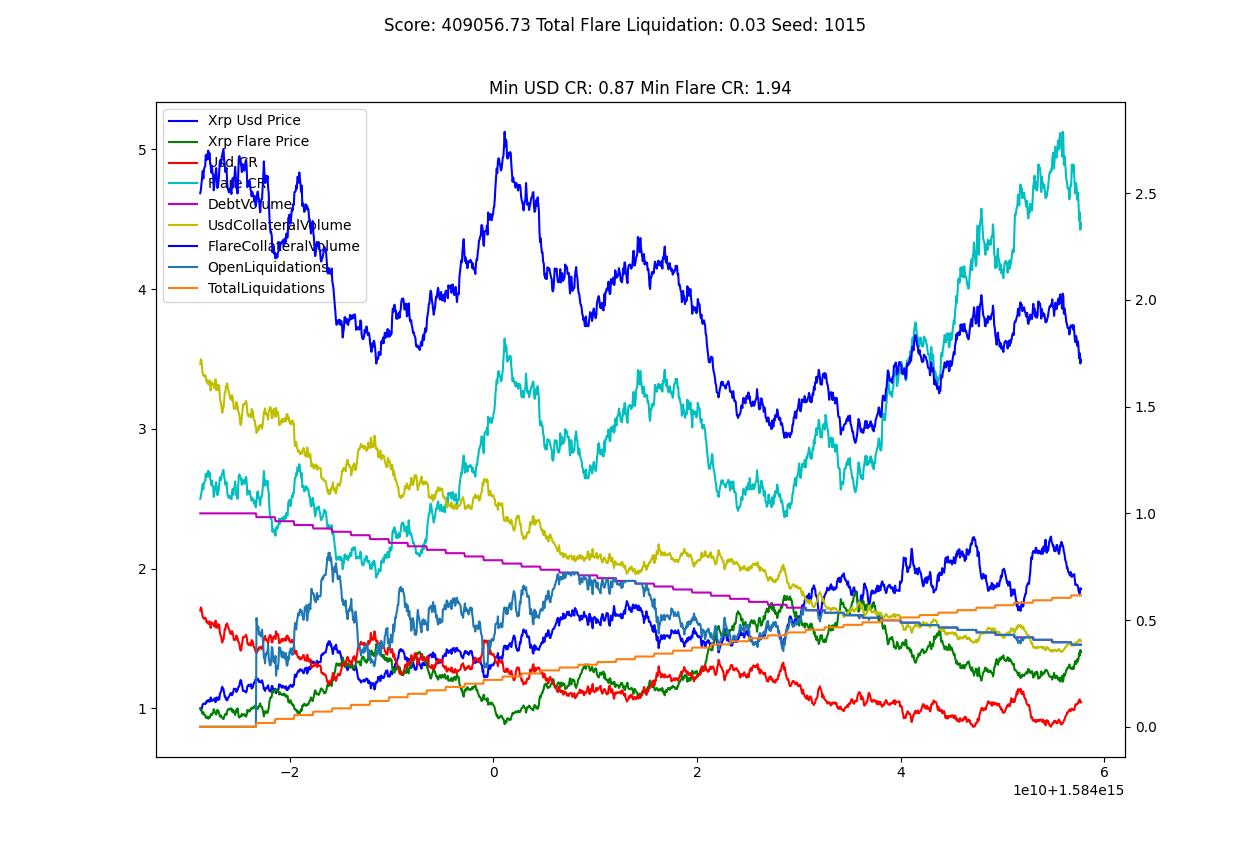 Score: 409056.73 Total Flare Liquidation: 0.03 Seed: 1015
Min USD CR: 0.87 Min Flare CR: 1.94
Xrp Usd Price
Xrp Flare Price
Usd CR
Flare CR
DebtVolume
UsdCollateralVolume
FlareCollateralVolume
OpenLiquidations
TotalLiquidations
5
4
3
2
1
2.5
2.0
1.5
1.0
0.5
0.0
−2 0 2 4 6
1e10+1.584e15